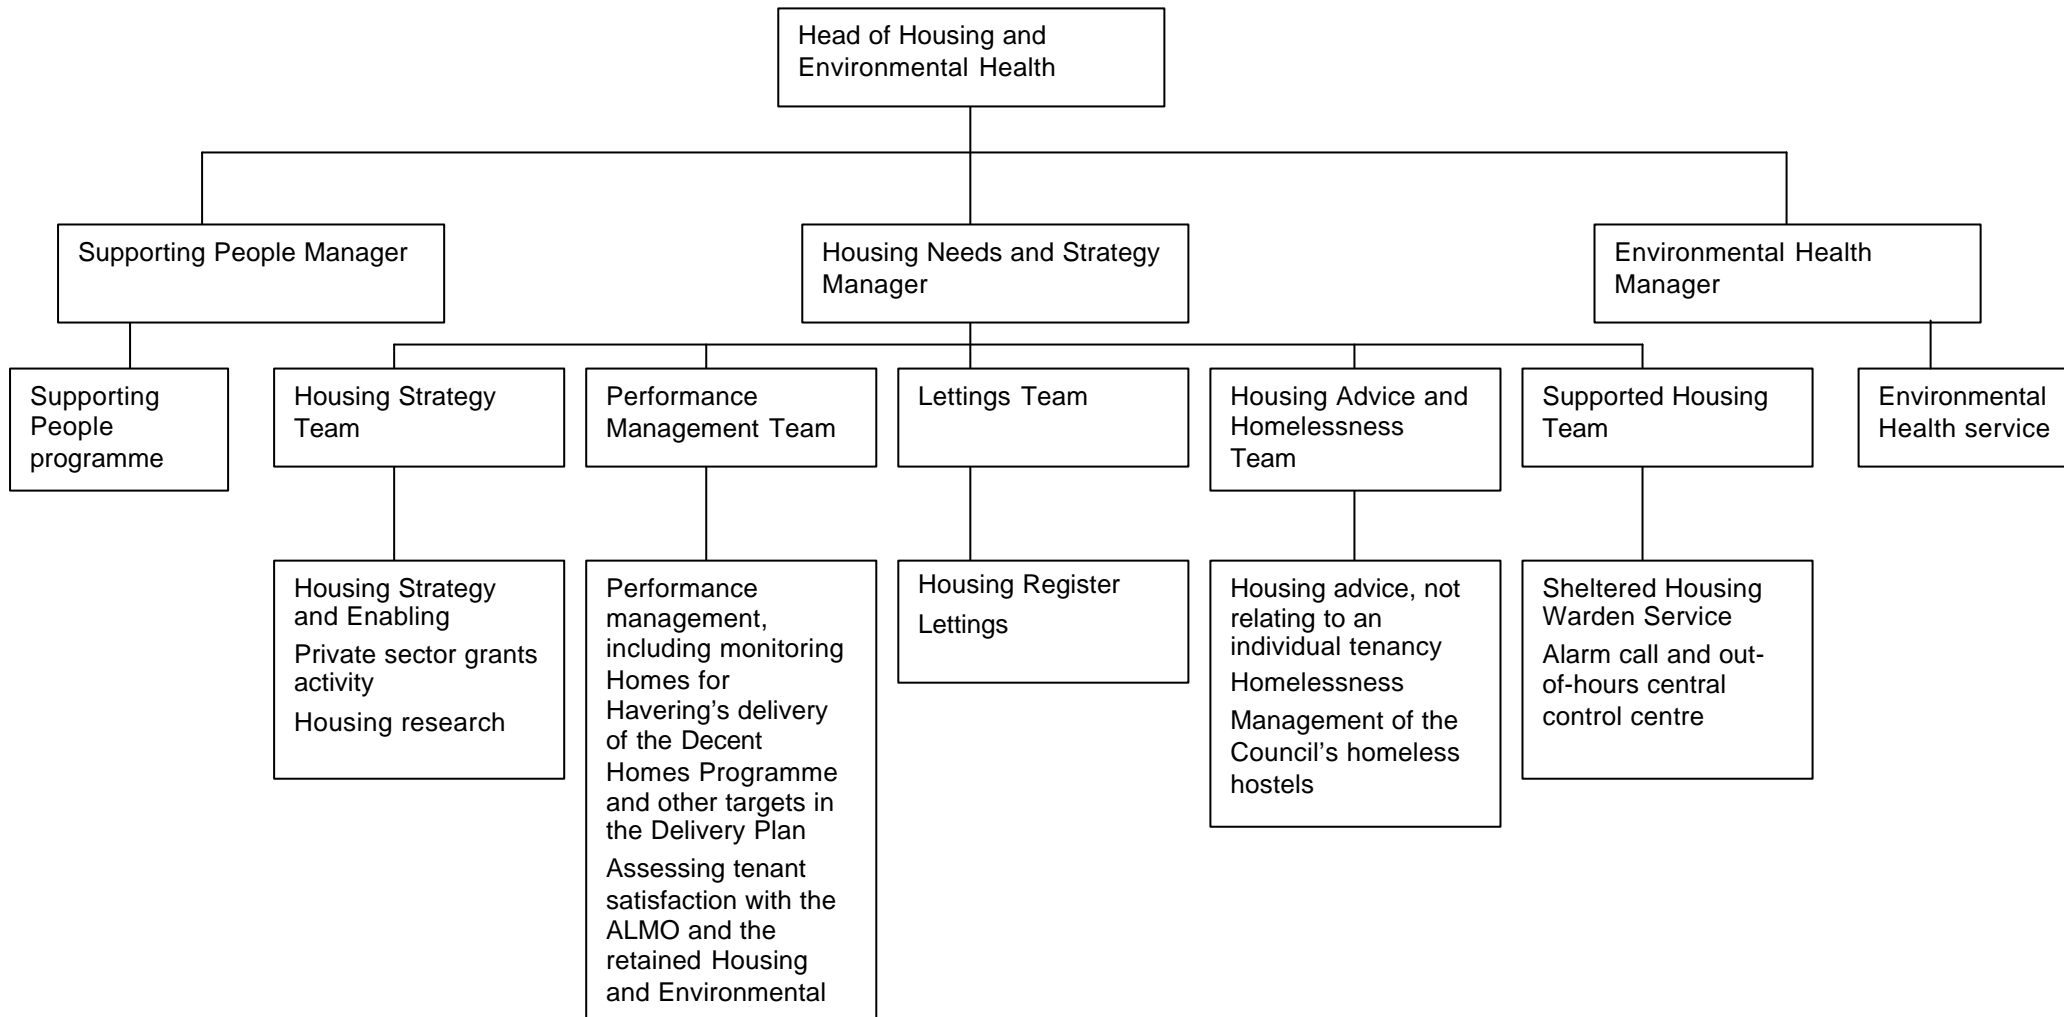 Head of Housing and
Environmental Health
Supporting People Manager
Housing Needs and Strategy
Manager
Environmental Health
Manager
Supporting
People
programme
Housing Strategy
Team
Performance
Management Team
Lettings Team
Housing Advice and
Homelessness
Team
Supported Housing
Team
Environmental
Health service
Housing Strategy
and Enabling
Private sector grants
activity
Housing research
Performance
management,
including monitoring
Homes for
Havering’s delivery
of the Decent
Homes Programme
and other targets in
the Delivery Plan
Assessing tenant
satisfaction with the
ALMO and the
retained Housing
and Environmental
Housing Register
Lettings
Housing advice, not
relating to an
individual tenancy
Homelessness
Management of the
Council’s homeless
hostels
Sheltered Housing
Warden Service
Alarm call and out-
of-hours central
control centre